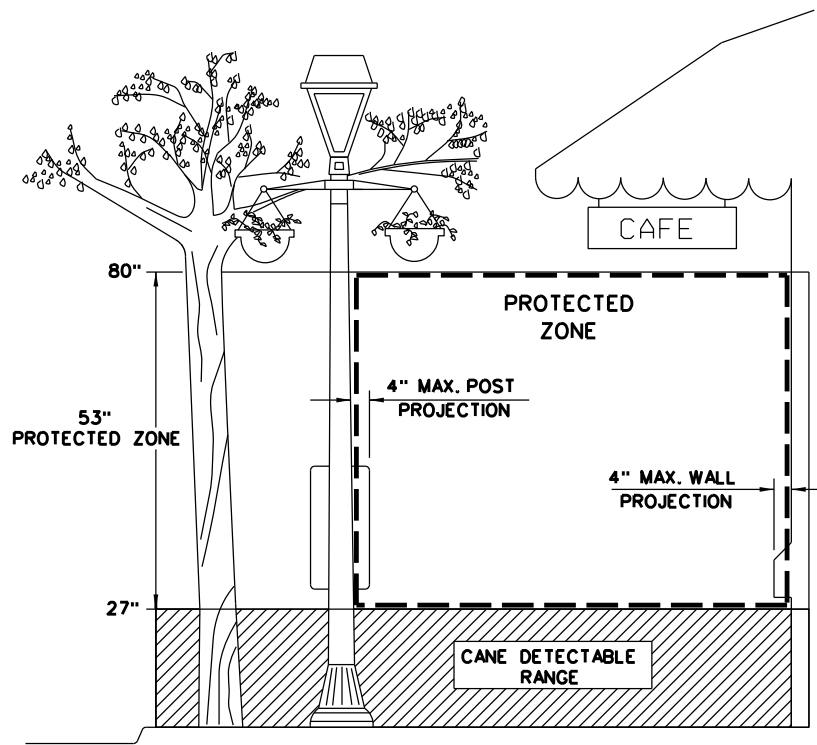 CAFE
80"
PROTECTED
ZONE
4" MAX. POST
PROJECTION
53"
PROTECTED ZONE
4" MAX. WALL
PROJECTION
27"
CANE DETECTABLE
RANGE